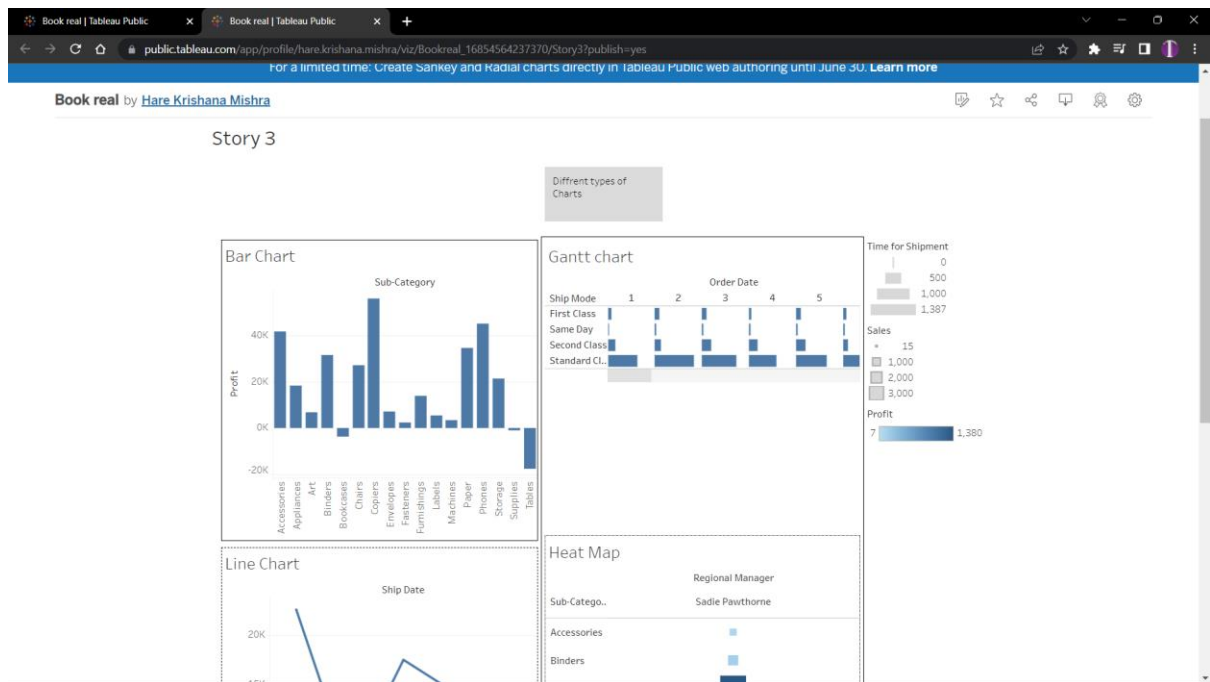 Book real | Tableau Public
Book real | Tableau Public
public.tableau.com/app/profile/hare.krishana.mishra/viz/Bookreal_16854564237370/Story3?publish=yes
For a limited time: Create Sankey and Radial charts directly in Tableau Public web authoring until June 30. Learn more
Book real by Hare Krishana Mishra
Story 3
Diffrent types of
Charts
Bar Chart
Sub-Category
Profit
40K
20K
0K
-20K
Accessories
Appliances
Art
Binders
Bookcases
Chairs
Copiers
Envelopes
Fasteners
Furnishings
Labels
Machines
Paper
Phones
Storage
Supplies
Tables
Gantt chart
Order Date
Ship Mode 1 2 3 4 5
First Class
Same Day
Second Class
Standard Cl..
Time for Shipment
0
500
1,000
1,387
Sales
15
1,000
2,000
3,000
Profit
7 1,380
Line Chart
Ship Date
20K
Heat Map
Regional Manager
Sub-Catego.. Sadie Pawthorne
Accessories
Binders